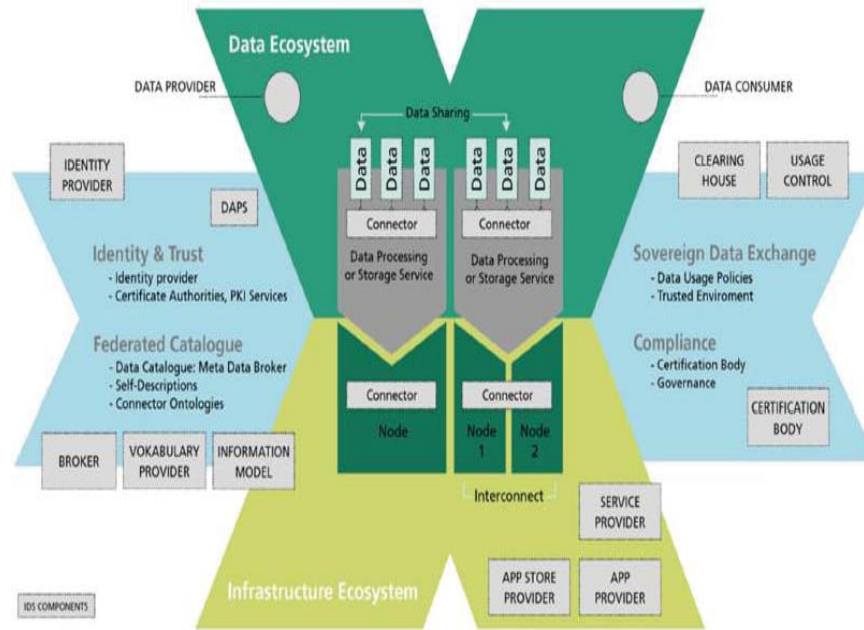 Data Ecosystem
DATA PROVIDER
DATA CONSUMER
Data Sharing
Data
Data
Data
Data
Data
Data
IDENTITY
PROVIDER
CLEARING
HOUSE
USAGE
CONTROL
DAPS
Connector
Connector
Data Processing
or Storage Service
Data Processing
or Storage Service
Identity & Trust
- Identity provider
- Certificate Authorities, PKI Services
Sovereign Data Exchange
- Data Usage Policies
- Trusted Enviroment
Federated Catalogue
- Data Catalogue: Meta Data Broker
- Self-Descriptions
- Connector Ontologies
Compliance
- Certification Body
- Governance
Connector
Connector
Node
Node
1
Node
2
CERTIFICATION
BODY
BROKER
VOKABULARY
PROVIDER
INFORMATION
MODEL
Interconnect
SERVICE
PROVIDER
APP STORE
PROVIDER
APP
PROVIDER
Infrastructure Ecosystem
IDS COMPONENTS